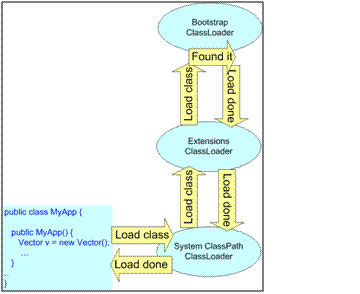 Bootstrap
ClassLoader
Found it
Load class
Load done
Extensions
ClassLoader
Load class
Load done
public class MyApp {
public MyApp() {
Vector v = new Vector();
...
}
..
}
Load class
Load done
System ClassPath
ClassLoader